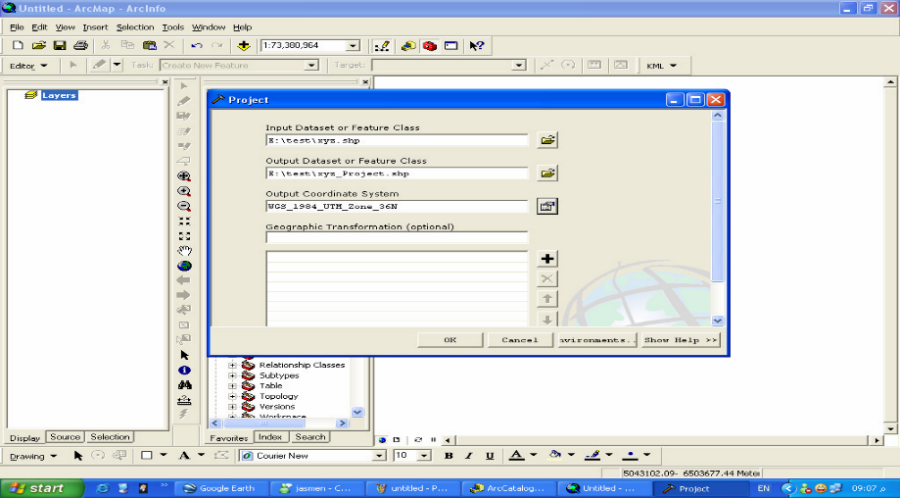 Untitled - ArcMap - ArcInfo
File Edit View Insert Selection Tools Window Help
1:73,380,964
Editor Task: Create New Feature Target: KML
Layers
Project
Input Dataset or Feature Class
E:\test\xyz.shp
Output Dataset or Feature Class
E:\test\xyz_Project.shp
Output Coordinate System
WGS_1984_UTM_Zone_36N
Geographic Transformation (optional)
OK Cancel nvironments.. Show Help >>
Relationship Classes
Subtypes
Table
Topology
Versions
Workspace
Display Source Selection Favorites Index Search
Drawing A Courier New 10 B I U A
5043102.09- 6503677.44 Meter
start Google Earth jasmen - C... untitled - P... ArcCatalog... Untitled - ... Project EN 09:07 م